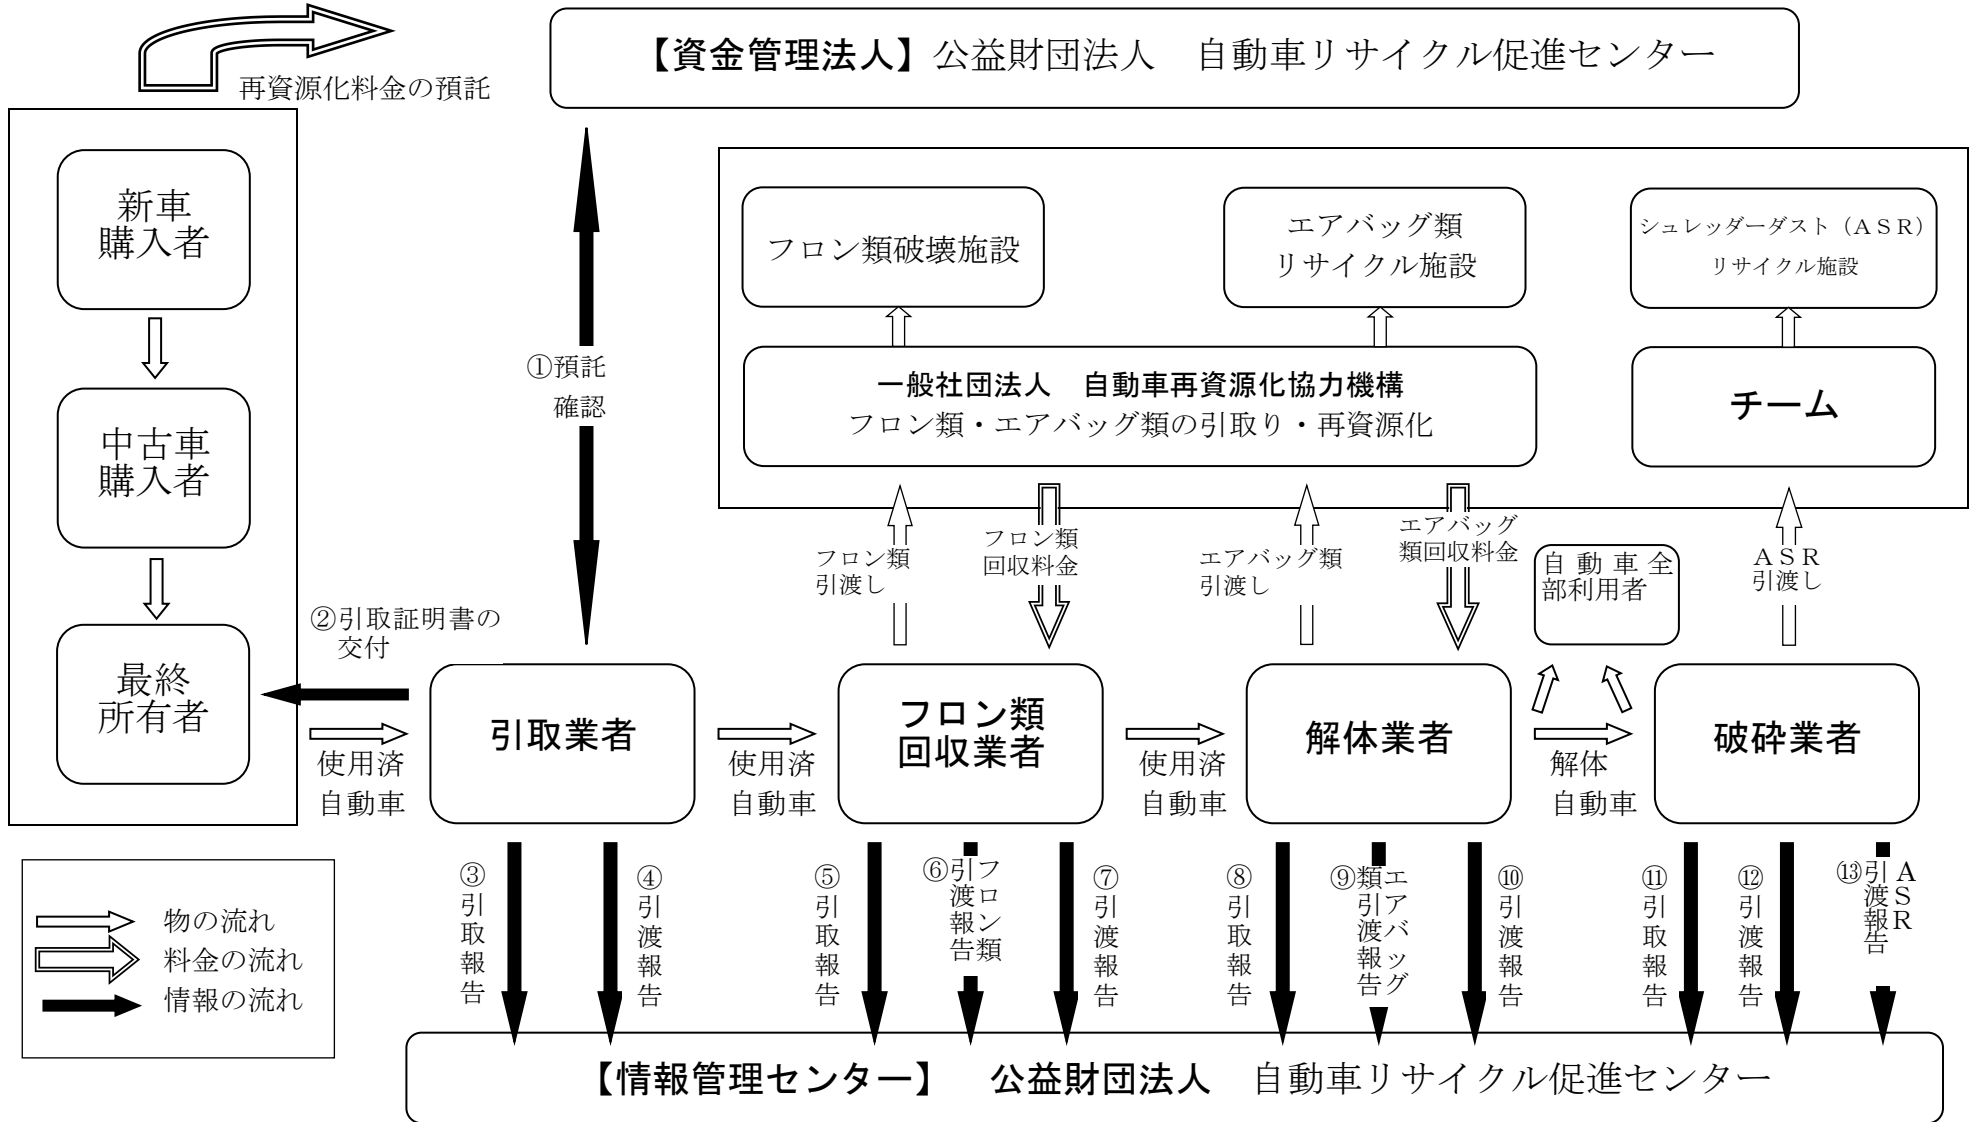 【資金管理法人】公益財団法人　自動車リサイクル促進センター
再資源化料金の預託
新車
購入者
中古車
購入者
最終
所有者
①預託
確認
フロン類破壊施設
エアバッグ類
リサイクル施設
シュレッダーダスト（ＡＳＲ）
リサイクル施設
一般社団法人　自動車再資源化協力機構
フロン類・エアバッグ類の引取り・再資源化
チーム
フロン類
引渡し
フロン類
回収料金
エアバッグ類
引渡し
エアバッグ
類回収料金
自動車全
部利用者
ＡＳＲ
引渡し
②引取証明書の
交付
引取業者
フロン類
回収業者
解体業者
破砕業者
使用済
自動車
使用済
自動車
使用済
自動車
解体
自動車
③引取報告
④引渡報告
⑤引取報告
⑥フロン類
引渡報告
⑦引渡報告
⑧引取報告
⑨エアバッグ
類引渡報告
⑩引渡報告
⑪引取報告
⑫引渡報告
⑬ＡＳＲ
引渡報告
物の流れ
料金の流れ
情報の流れ
【情報管理センター】　公益財団法人　自動車リサイクル促進センター